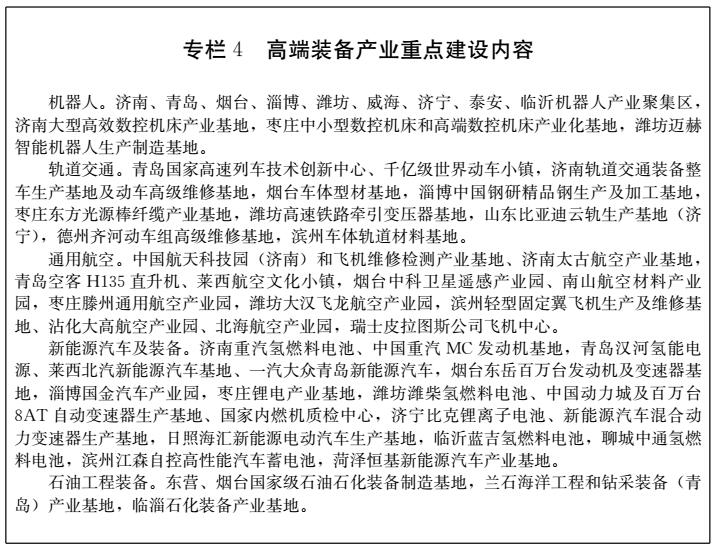 专栏 4　高端装备产业重点建设内容
机器人。济南、青岛、烟台、淄博、潍坊、威海、济宁、泰安、临沂机器人产业聚集区，
济南大型高效数控机床产业基地，枣庄中小型数控机床和高端数控机床产业化基地，潍坊迈赫
智能机器人生产制造基地。
轨道交通。青岛国家高速列车技术创新中心、千亿级世界动车小镇，济南轨道交通装备整
车生产基地及动车高级维修基地，烟台车体型材基地，淄博中国钢研精品钢生产及加工基地，
枣庄东方光源棒纤缆产业基地，潍坊高速铁路牵引变压器基地，山东比亚迪云轨生产基地（济
宁），德州齐河动车组高级维修基地，滨州车体轨道材料基地。
通用航空。中国航天科技园（济南）和飞机维修检测产业基地、济南太古航空产业基地，
青岛空客 H135 直升机、莱西航空文化小镇，烟台中科卫星遥感产业园、南山航空材料产业
园，枣庄滕州通用航空产业园，潍坊大汉飞龙航空产业园，滨州轻型固定翼飞机生产及维修基
地、沾化大高航空产业园、北海航空产业园，瑞士皮拉图斯公司飞机中心。
新能源汽车及装备。济南重汽氢燃料电池、中国重汽 MC 发动机基地，青岛汉河氢能电
源、莱西北汽新能源汽车基地、一汽大众青岛新能源汽车，烟台东岳百万台发动机及变速器基
地，淄博国金汽车产业园，枣庄锂电产业基地，潍坊潍柴氢燃料电池、中国动力城及百万台
8AT 自动变速器生产基地、国家内燃机质检中心，济宁比克锂离子电池、新能源汽车混合动
力变速器生产基地，日照海汇新能源电动汽车生产基地，临沂蓝吉氢燃料电池，聊城中通氢燃
料电池，滨州江森自控高性能汽车蓄电池，菏泽恒基新能源汽车产业基地。
石油工程装备。东营、烟台国家级石油石化装备制造基地，兰石海洋工程和钻采装备（青
岛）产业基地，临淄石化装备产业基地。